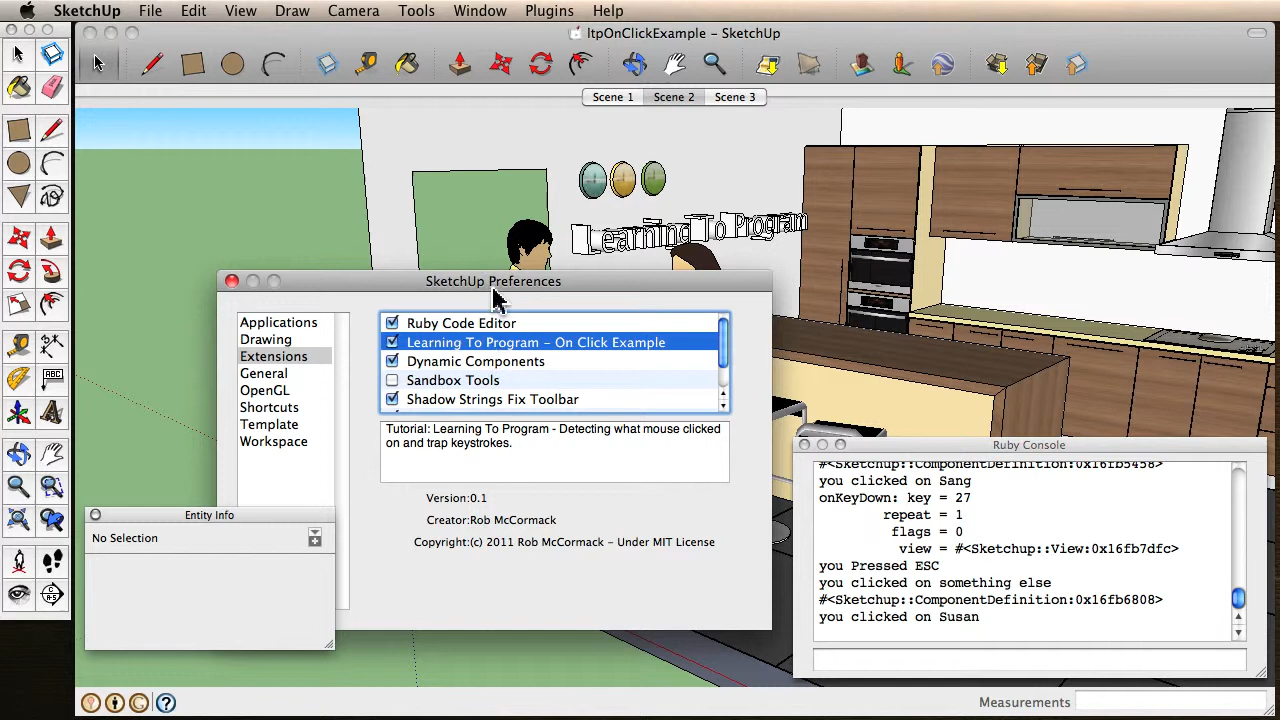 SketchUp File Edit View Draw Camera Tools Window Plugins Help
ltpOnClickExample – SketchUp
Scene 1 Scene 2 Scene 3
Learning To Program
SketchUp Preferences
Applications
Drawing
Extensions
General
OpenGL
Shortcuts
Template
Workspace
Ruby Code Editor
Learning To Program – On Click Example
Dynamic Components
Sandbox Tools
Shadow Strings Fix Toolbar
Tutorial: Learning To Program - Detecting what mouse clicked
on and trap keystrokes.
Version:0.1
Creator:Rob McCormack
Copyright:(c) 2011 Rob McCormack – Under MIT License
ABC
A
Entity Info
No Selection
Ruby Console
#<Sketchup::ComponentDefinition:0x16fb5458>
you clicked on Sang
onKeyDown: key = 27
repeat = 1
flags = 0
view = #<Sketchup::View:0x16fb7dfc>
you Pressed ESC
you clicked on something else
#<Sketchup::ComponentDefinition:0x16fb6808>
you clicked on Susan
Measurements